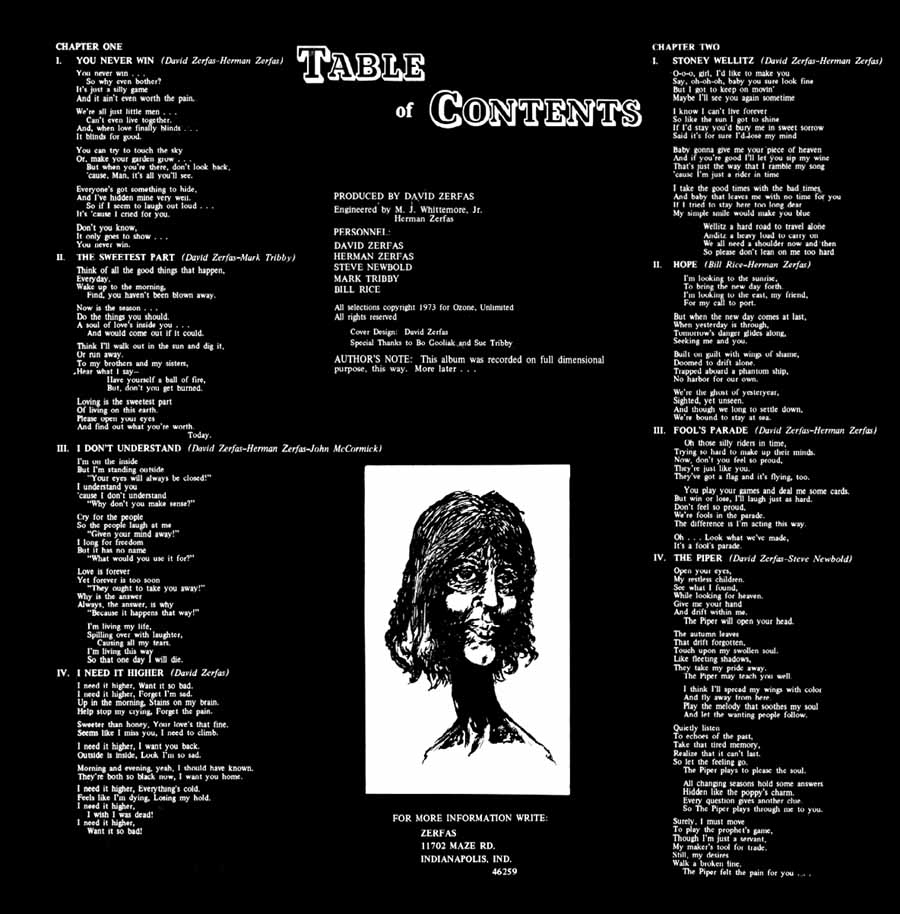 CHAPTER ONE
I. YOU NEVER WIN (David Zerfas-Herman Zerfas)
You never win . . .
So why even bother?
It's just a silly game
And it ain't even worth the pain.
We're all just little men . . .
Can't even live together.
And, when love finally blinds . . .
It blinds for good.
You can try to touch the sky
Or, make your garden grow . . .
But when you're there, don't look back,
'cause, Man, it's all you'll see.
Everyone's got something to hide,
And I've hidden mine very well.
So if I seem to laugh out loud . . .
It's 'cause I cried for you.
Don't you know,
It only goes to show . . .
You never win.
II. THE SWEETEST PART (David Zerfas-Mark Tribby)
Think of all the good things that happen,
Everyday.
Wake up to the morning,
Find, you haven't been blown away.
Now is the season . . .
Do the things you should.
A soul of love's inside you . . .
And would come out if it could.
Think I'll walk out in the sun and dig it,
Or run away.
To my brothers and my sisters,
Hear what I say—
Have yourself a ball of fire,
But, don't you get burned.
Loving is the sweetest part
Of living on this earth.
Please open your eyes
And find out what you're worth.
Today.
III. I DON'T UNDERSTAND (David Zerfas-Herman Zerfas-John McCormick)
I'm on the inside
But I'm standing outside
"Your eyes will always be closed!"
I understand you
'cause I don't understand
"Why don't you make sense?"
Cry for the people
So the people laugh at me
"Given your mind away!"
I long for freedom
But it has no name
"What would you use it for?"
Love is forever
Yet forever is too soon
"They ought to take you away!"
Why is the answer
Always, the answer, is why
"Because it happens that way!"
I'm living my life,
Spilling over with laughter,
Causing all my tears.
I'm living this way
So that one day I will die.
IV. I NEED IT HIGHER (David Zerfas)
I need it higher, Want it so bad.
I need it higher, Forget I'm sad.
Up in the morning, Stains on my brain.
Help stop my crying, Forget the pain.
Sweeter than honey, Your love's that fine.
Seems like I miss you, I need to climb.
I need it higher, I want you back.
Outside is inside, Look I'm so sad.
Morning and evening, yeah, I should have known.
They're both so black now, I want you home.
I need it higher, Everything's cold.
Feels like I'm dying, Losing my hold.
I need it higher,
I wish I was dead!
I need it higher,
Want it so bad!
TABLE
of CONTENTS
PRODUCED BY DAVID ZERFAS
Engineered by M. J. Whittemore, Jr.
Herman Zerfas
PERSONNEL:
DAVID ZERFAS
HERMAN ZERFAS
STEVE NEWBOLD
MARK TRIBBY
BILL RICE
All selections copyright 1973 for Ozone, Unlimited
All rights reserved
Cover Design: David Zerfas
Special Thanks to Bo Gooliak and Sue Tribby
AUTHOR'S NOTE: This album was recorded on full dimensional
purpose, this way. More later . . .
FOR MORE INFORMATION WRITE:
ZERFAS
11702 MAZE RD.
INDIANAPOLIS, IND.
46259
CHAPTER TWO
I. STONEY WELLITZ (David Zerfas-Herman Zerfas)
O-o-o, girl, I'd like to make you
Say, oh-oh-oh, baby you sure look fine
But I got to keep on movin'
Maybe I'll see you again sometime
I know I can't live forever
So like the sun I got to shine
If I'd stay you'd bury me in sweet sorrow
Said it's for sure I'd lose my mind
Baby gonna give me your piece of heaven
And if you're good I'll let you sip my wine
That's just the way that I ramble my song
'cause I'm just a rider in time
I take the good times with the bad times
And baby that leaves me with no time for you
If I tried to stay here too long dear
My simple smile would make you blue
Wellitz a hard road to travel alone
Anditz a heavy load to carry on
We all need a shoulder now and then
So please don't lean on me too hard
II. HOPE (Bill Rice-Herman Zerfas)
I'm looking to the sunrise,
To bring the new day forth.
I'm looking to the east, my friend,
For my call to port.
But when the new day comes at last,
When yesterday is through,
Tomorrow's danger glides along,
Seeking me and you.
Built on guilt with wings of shame,
Doomed to drift alone.
Trapped aboard a phantom ship,
No harbor for our own.
We're the ghost of yesteryear,
Sighted, yet unseen.
And though we long to settle down,
We're bound to stay at sea.
III. FOOL'S PARADE (David Zerfas-Herman Zerfas)
Oh those silly riders in time,
Trying so hard to make up their minds.
Now, don't you feel so proud,
They're just like you.
They've got a flag and it's flying, too.
You play your games and deal me some cards.
But win or lose, I'll laugh just as hard.
Don't feel so proud,
We're fools in the parade.
The difference is I'm acting this way.
Oh . . . Look what we've made,
It's a fool's parade.
IV. THE PIPER (David Zerfas-Steve Newbold)
Open your eyes,
My restless children.
See what I found,
While looking for heaven.
Give me your hand
And drift within me.
The Piper will open your head.
The autumn leaves
That drift forgotten,
Touch upon my swollen soul.
Like fleeting shadows,
They take my pride away.
The Piper may teach you well.
I think I'll spread my wings with color
And fly away from here.
Play the melody that soothes my soul
And let the wanting people follow.
Quietly listen
To echoes of the past,
Take that tired memory,
Realize that it can't last.
So let the feeling go.
The Piper plays to please the soul.
All changing seasons hold some answers
Hidden like the poppy's charm.
Every question gives another clue
So The Piper plays through me to you.
Surely, I must move
To play the prophet's game,
Though I'm just a servant,
My maker's tool for trade.
Still, my desires
Walk a broken line.
The Piper felt the pain for you . . .